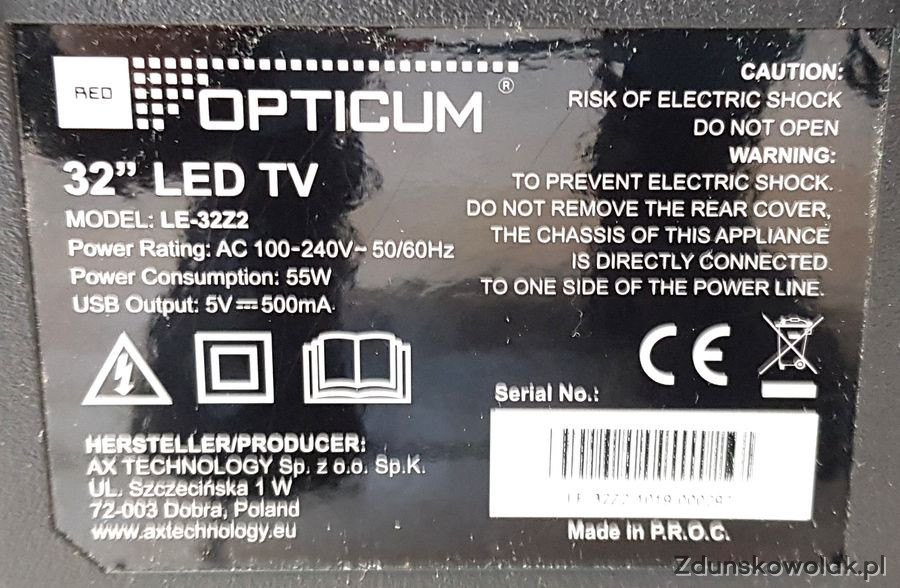 RED
OPTICUM®
32” LED TV
MODEL: LE-32Z2
Power Rating: AC 100-240V~ 50/60Hz
Power Consumption: 55W
USB Output: 5V⎓500mA
CAUTION:
RISK OF ELECTRIC SHOCK
DO NOT OPEN
WARNING:
TO PREVENT ELECTRIC SHOCK.
DO NOT REMOVE THE REAR COVER,
THE CHASSIS OF THIS APPLIANCE
IS DIRECTLY CONNECTED
TO ONE SIDE OF THE POWER LINE.
CE
HERSTELLER/PRODUCER:
AX TECHNOLOGY Sp. z o.o. Sp.K.
UL. Szczecińska 1 W
72-003 Dobra, Poland
www.axtechnology.eu
Serial No.:
Made in P.R.O.C.
Zdunskowoldk.pl